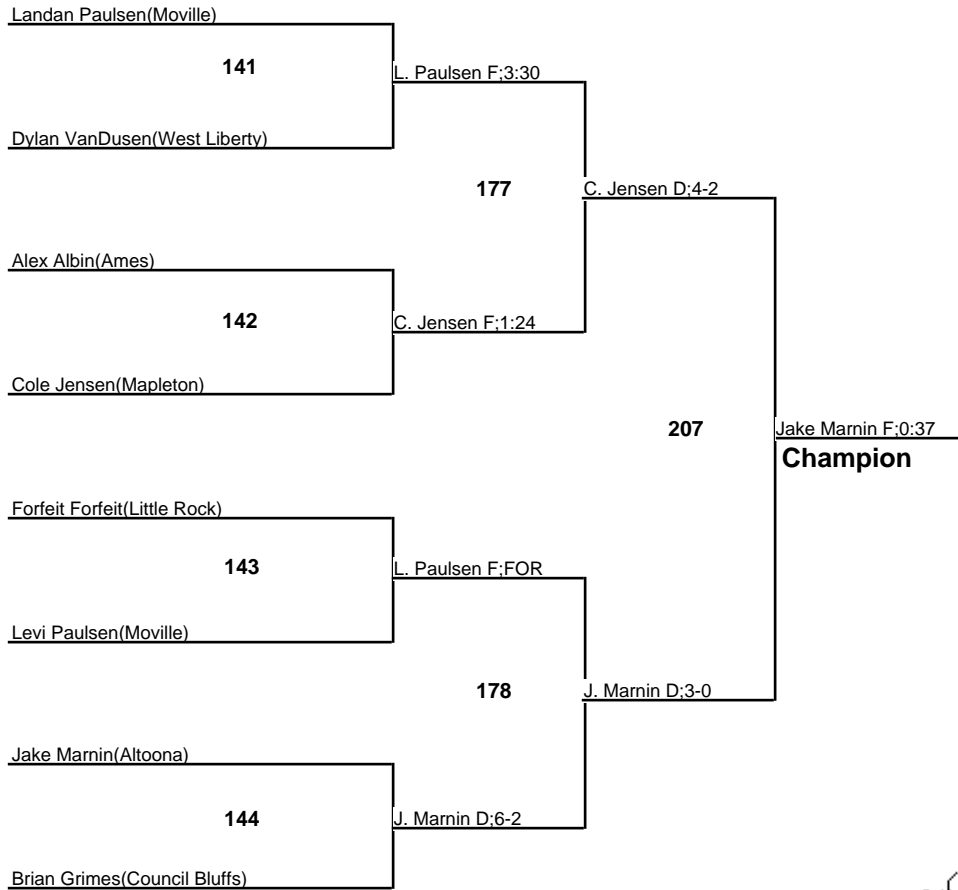 Landan Paulsen(Moville)
141
L. Paulsen F;3:30
Dylan VanDusen(West Liberty)
177
C. Jensen D;4-2
Alex Albin(Ames)
142
C. Jensen F;1:24
Cole Jensen(Mapleton)
207
Jake Marnin F;0:37
Champion
Forfeit Forfeit(Little Rock)
143
L. Paulsen F;FOR
Levi Paulsen(Moville)
178
J. Marnin D;3-0
Jake Marnin(Altoona)
144
J. Marnin D;6-2
Brian Grimes(Council Bluffs)